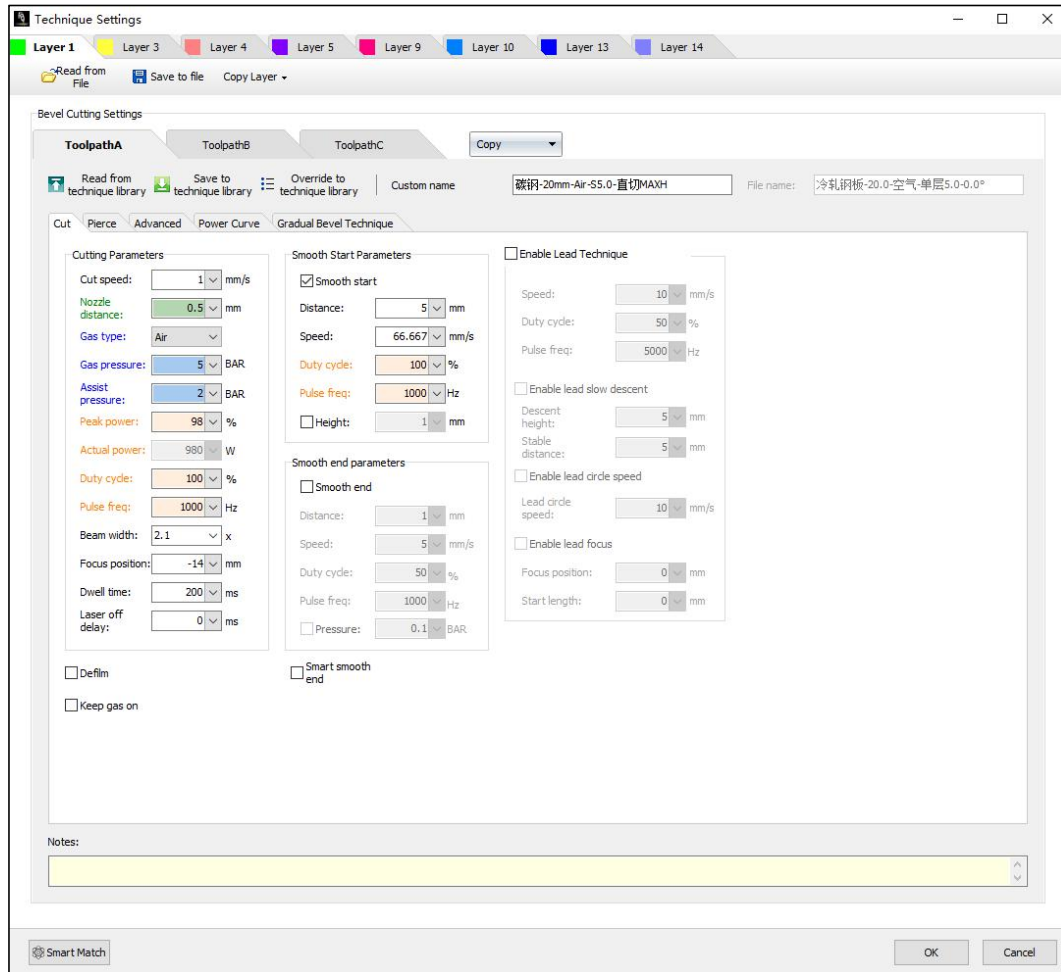 Technique Settings
Layer 1 Layer 3 Layer 4 Layer 5 Layer 9 Layer 10 Layer 13 Layer 14
Read from
File
Save to file Copy Layer
Bevel Cutting Settings
ToolpathA ToolpathB ToolpathC Copy
Read from
technique library
Save to
technique library
Override to
technique library
Custom name 碳钢-20mm-Air-S5.0-直切MAXH File name: 冷轧钢板-20.0-空气-单层5.0-0.0°
Cut Pierce Advanced Power Curve Gradual Bevel Technique
Cutting Parameters
Cut speed: 1 mm/s
Nozzle
distance: 0.5 mm
Gas type: Air
Gas pressure: 5 BAR
Assist
pressure: 2 BAR
Peak power: 98 %
Actual power: 980 W
Duty cycle: 100 %
Pulse freq: 1000 Hz
Beam width: 2.1 x
Focus position: -14 mm
Dwell time: 200 ms
Laser off
delay: 0 ms
Defilm
Keep gas on
Smooth Start Parameters
Smooth start
Distance: 5 mm
Speed: 66.667 mm/s
Duty cycle: 100 %
Pulse freq: 1000 Hz
Height: 1 mm
Smooth end parameters
Smooth end
Distance: 1 mm
Speed: 5 mm/s
Duty cycle: 50 %
Pulse freq: 1000 Hz
Pressure: 0.1 BAR
Smart smooth
end
Enable Lead Technique
Speed: 10 mm/s
Duty cycle: 50 %
Pulse freq: 5000 Hz
Enable lead slow descent
Descent
height: 5 mm
Stable
distance: 5 mm
Enable lead circle speed
Lead circle
speed: 10 mm/s
Enable lead focus
Focus position: 0 mm
Start length: 0 mm
Notes:
Smart Match OK Cancel